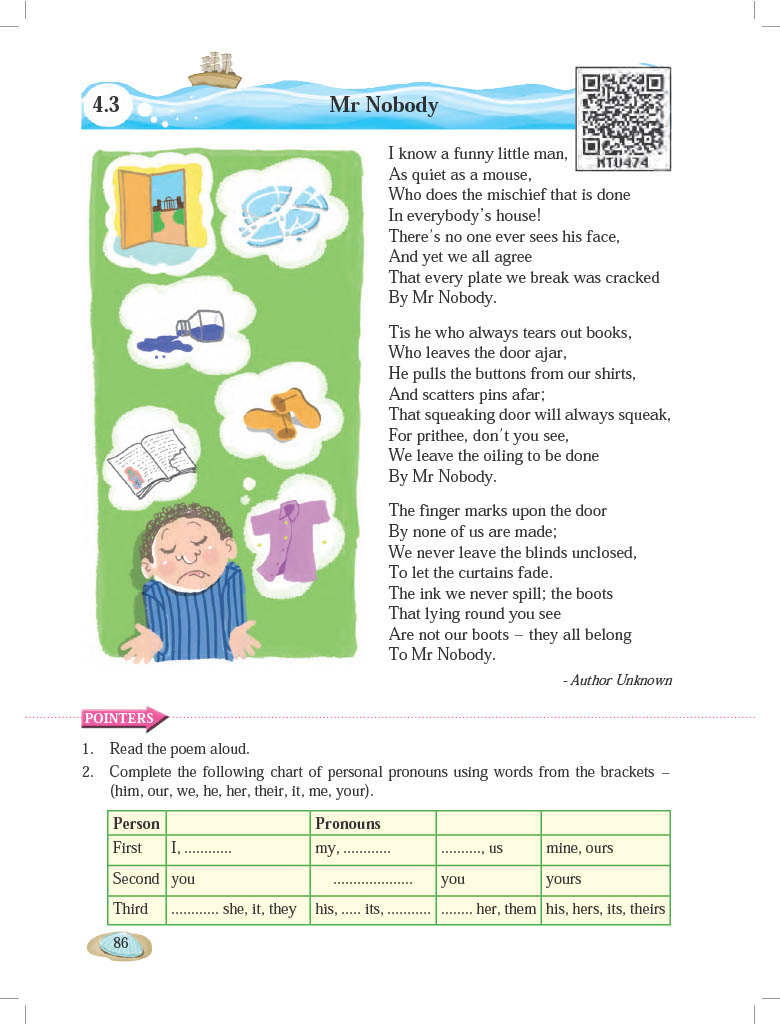 4.3
Mr Nobody
MTU474
I know a funny little man,
As quiet as a mouse,
Who does the mischief that is done
In everybody's house!
There's no one ever sees his face,
And yet we all agree
That every plate we break was cracked
By Mr Nobody.
Tis he who always tears out books,
Who leaves the door ajar,
He pulls the buttons from our shirts,
And scatters pins afar;
That squeaking door will always squeak,
For prithee, don't you see,
We leave the oiling to be done
By Mr Nobody.
The finger marks upon the door
By none of us are made;
We never leave the blinds unclosed,
To let the curtains fade.
The ink we never spill; the boots
That lying round you see
Are not our boots – they all belong
To Mr Nobody.
- Author Unknown
POINTERS
1. Read the poem aloud.
2. Complete the following chart of personal pronouns using words from the brackets –
(him, our, we, he, her, their, it, me, your).
Person Pronouns
First I, ............ my, ............ .........., us mine, ours
Second you .................... you yours
Third ............ she, it, they his, ..... its, ........... ........ her, them his, hers, its, theirs
86